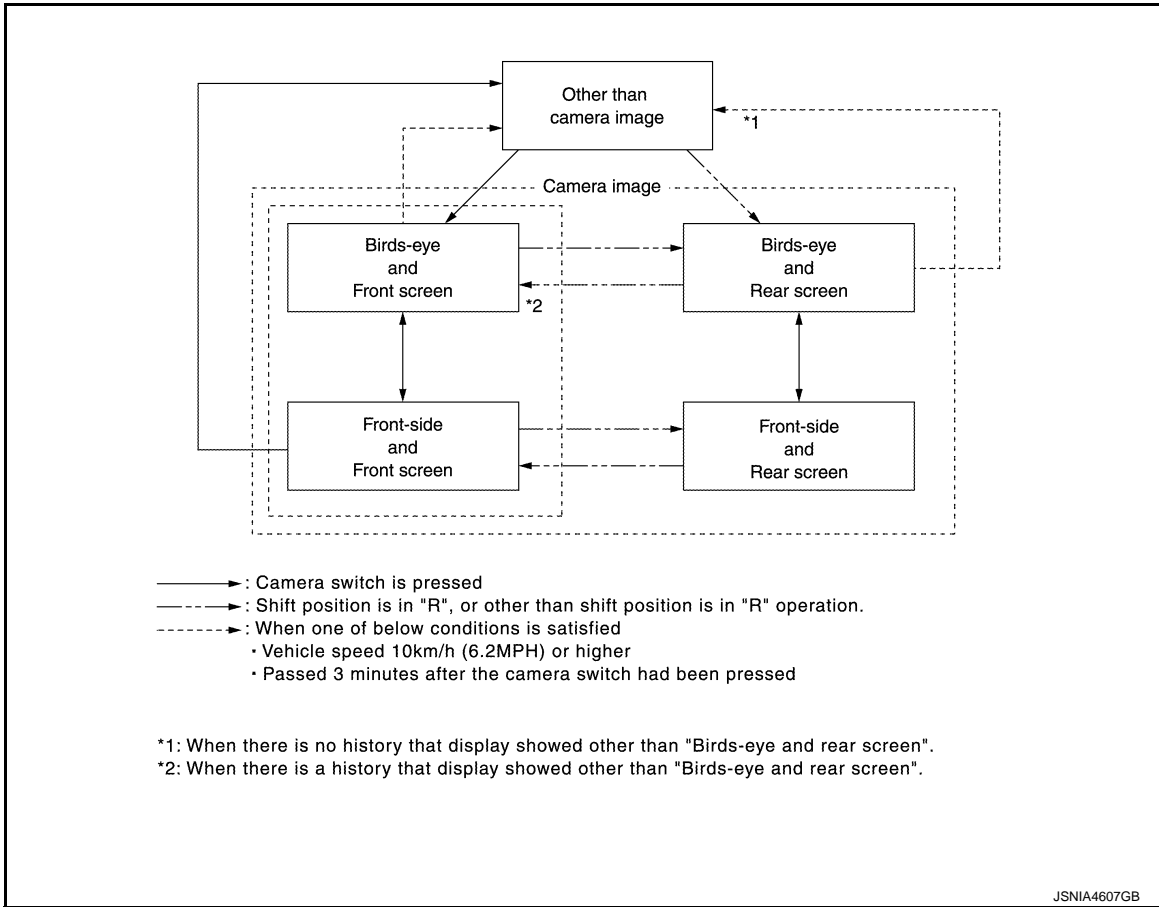 Other than
camera image
*1
Camera image
Birds-eye
and
Front screen
Birds-eye
and
Rear screen
*2
Front-side
and
Front screen
Front-side
and
Rear screen
: Camera switch is pressed
: Shift position is in "R", or other than shift position is in "R" operation.
: When one of below conditions is satisfied
・Vehicle speed 10km/h (6.2MPH) or higher
・Passed 3 minutes after the camera switch had been pressed
*1: When there is no history that display showed other than "Birds-eye and rear screen".
*2: When there is a history that display showed other than "Birds-eye and rear screen".
JSNIA4607GB